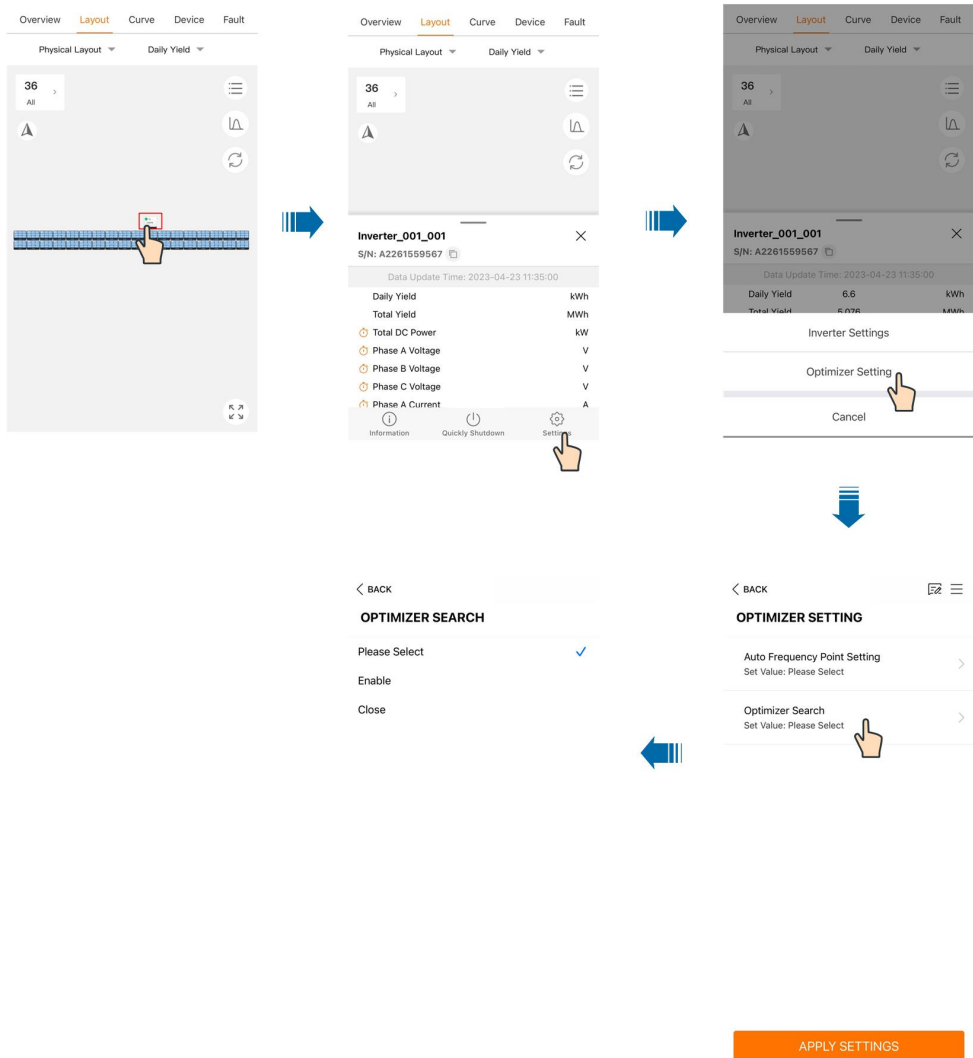 Overview Layout Curve Device Fault
Physical Layout Daily Yield
36
All
Overview Layout Curve Device Fault
Physical Layout Daily Yield
36
All
Inverter_001_001
S/N: A2261559567
Data Update Time: 2023-04-23 11:35:00
Daily Yield kWh
Total Yield MWh
Total DC Power kW
Phase A Voltage V
Phase B Voltage V
Phase C Voltage V
Phase A Current A
Information Quickly Shutdown Settings
Overview Layout Curve Device Fault
Physical Layout Daily Yield
36
All
Inverter_001_001
S/N: A2261559567
Data Update Time: 2023-04-23 11:35:00
Daily Yield 6.6 kWh
Total Yield 5.076 MWh
Inverter Settings
Optimizer Setting
Cancel
BACK
OPTIMIZER SETTING
Auto Frequency Point Setting
Set Value: Please Select
Optimizer Search
Set Value: Please Select
APPLY SETTINGS
BACK
OPTIMIZER SEARCH
Please Select
Enable
Close